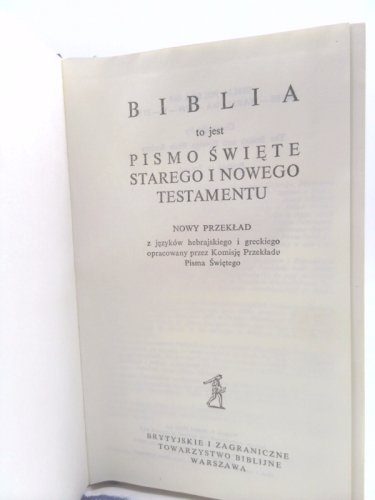 BIBLIA
to jest
PISMO ŚWIĘTE
STAREGO I NOWEGO
TESTAMENTU
NOWY PRZEKŁAD
z języków hebrajskiego i greckiego
opracowany przez Komisję Przekładu
Pisma Świętego
BRYTYJSKIE I ZAGRANICZNE
TOWARZYSTWO BIBLIJNE
WARSZAWA